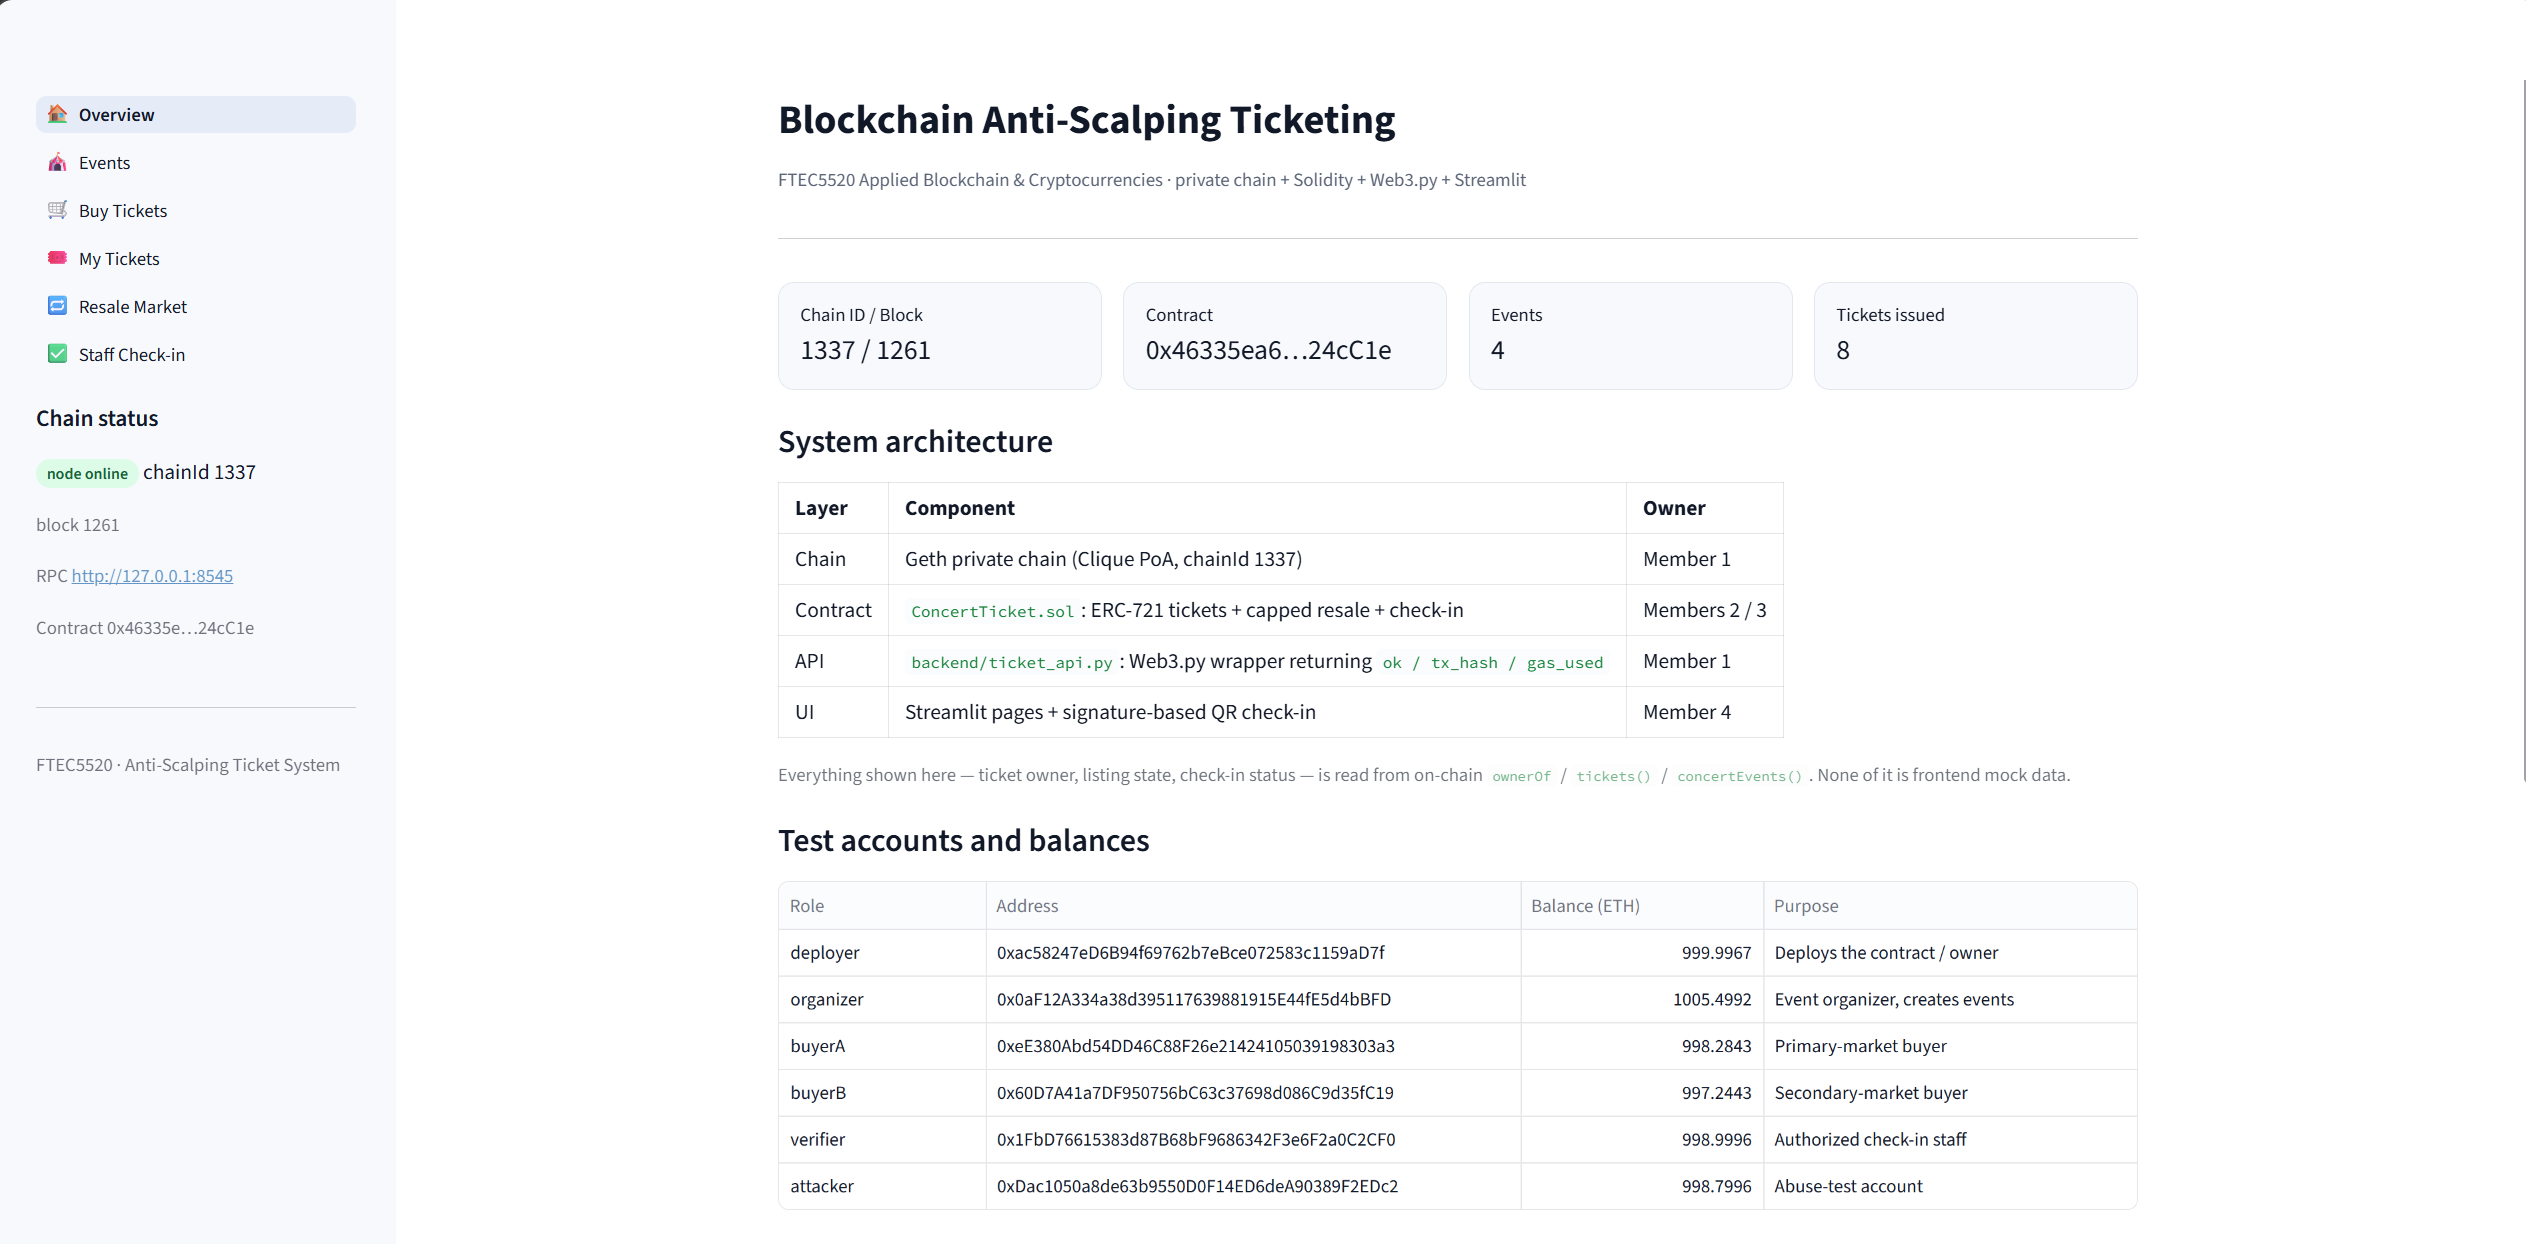 Overview
Events
Buy Tickets
My Tickets
Resale Market
Staff Check-in
Chain status
node online chainId 1337
block 1261
RPC http://127.0.0.1:8545
Contract 0x46335e…24cC1e
FTEC5520 · Anti-Scalping Ticket System
Blockchain Anti-Scalping Ticketing
FTEC5520 Applied Blockchain & Cryptocurrencies · private chain + Solidity + Web3.py + Streamlit
Chain ID / Block
1337 / 1261
Contract
0x46335ea6…24cC1e
Events
4
Tickets issued
8
System architecture
Layer Component Owner
Chain Geth private chain (Clique PoA, chainId 1337) Member 1
Contract ConcertTicket.sol : ERC-721 tickets + capped resale + check-in Members 2 / 3
API backend/ticket_api.py : Web3.py wrapper returning ok / tx_hash / gas_used Member 1
UI Streamlit pages + signature-based QR check-in Member 4
Everything shown here — ticket owner, listing state, check-in status — is read from on-chain ownerOf / tickets() / concertEvents() . None of it is frontend mock data.
Test accounts and balances
Role Address Balance (ETH) Purpose
deployer 0xac58247eD6B94f69762b7eBce072583c1159aD7f 999.9967 Deploys the contract / owner
organizer 0x0aF12A334a38d395117639881915E44fE5d4bBFD 1005.4992 Event organizer, creates events
buyerA 0xeE380Abd54DD46C88F26e21424105039198303a3 998.2843 Primary-market buyer
buyerB 0x60D7A41a7DF950756bC63c37698d086C9d35fC19 997.2443 Secondary-market buyer
verifier 0x1FbD76615383d87B68bF9686342F3e6F2a0C2CF0 998.9996 Authorized check-in staff
attacker 0xDac1050a8de63b9550D0F14ED6deA90389F2EDc2 998.7996 Abuse-test account